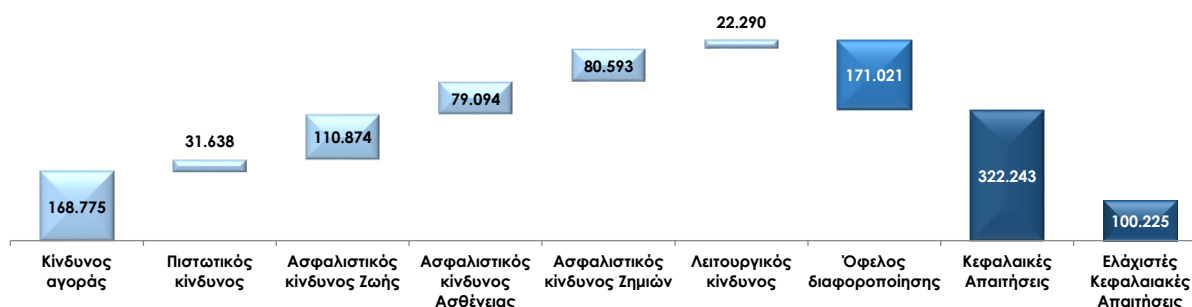 22.290
80.593
171.021
79.094
110.874
31.638
322.243
168.775
100.225
Κίνδυνος
αγοράς
Πιστωτικός
κίνδυνος
Ασφαλιστικός
κίνδυνος Ζωής
Ασφαλιστικός
κίνδυνος
Ασθένειας
Ασφαλιστικός
κίνδυνος Ζημιών
Λειτουργικός
κίνδυνος
Όφελος
διαφοροποίησης
Κεφαλαικές
Απαιτήσεις
Ελάχιστές
Κεφαλαιακές
Απαιτήσεις